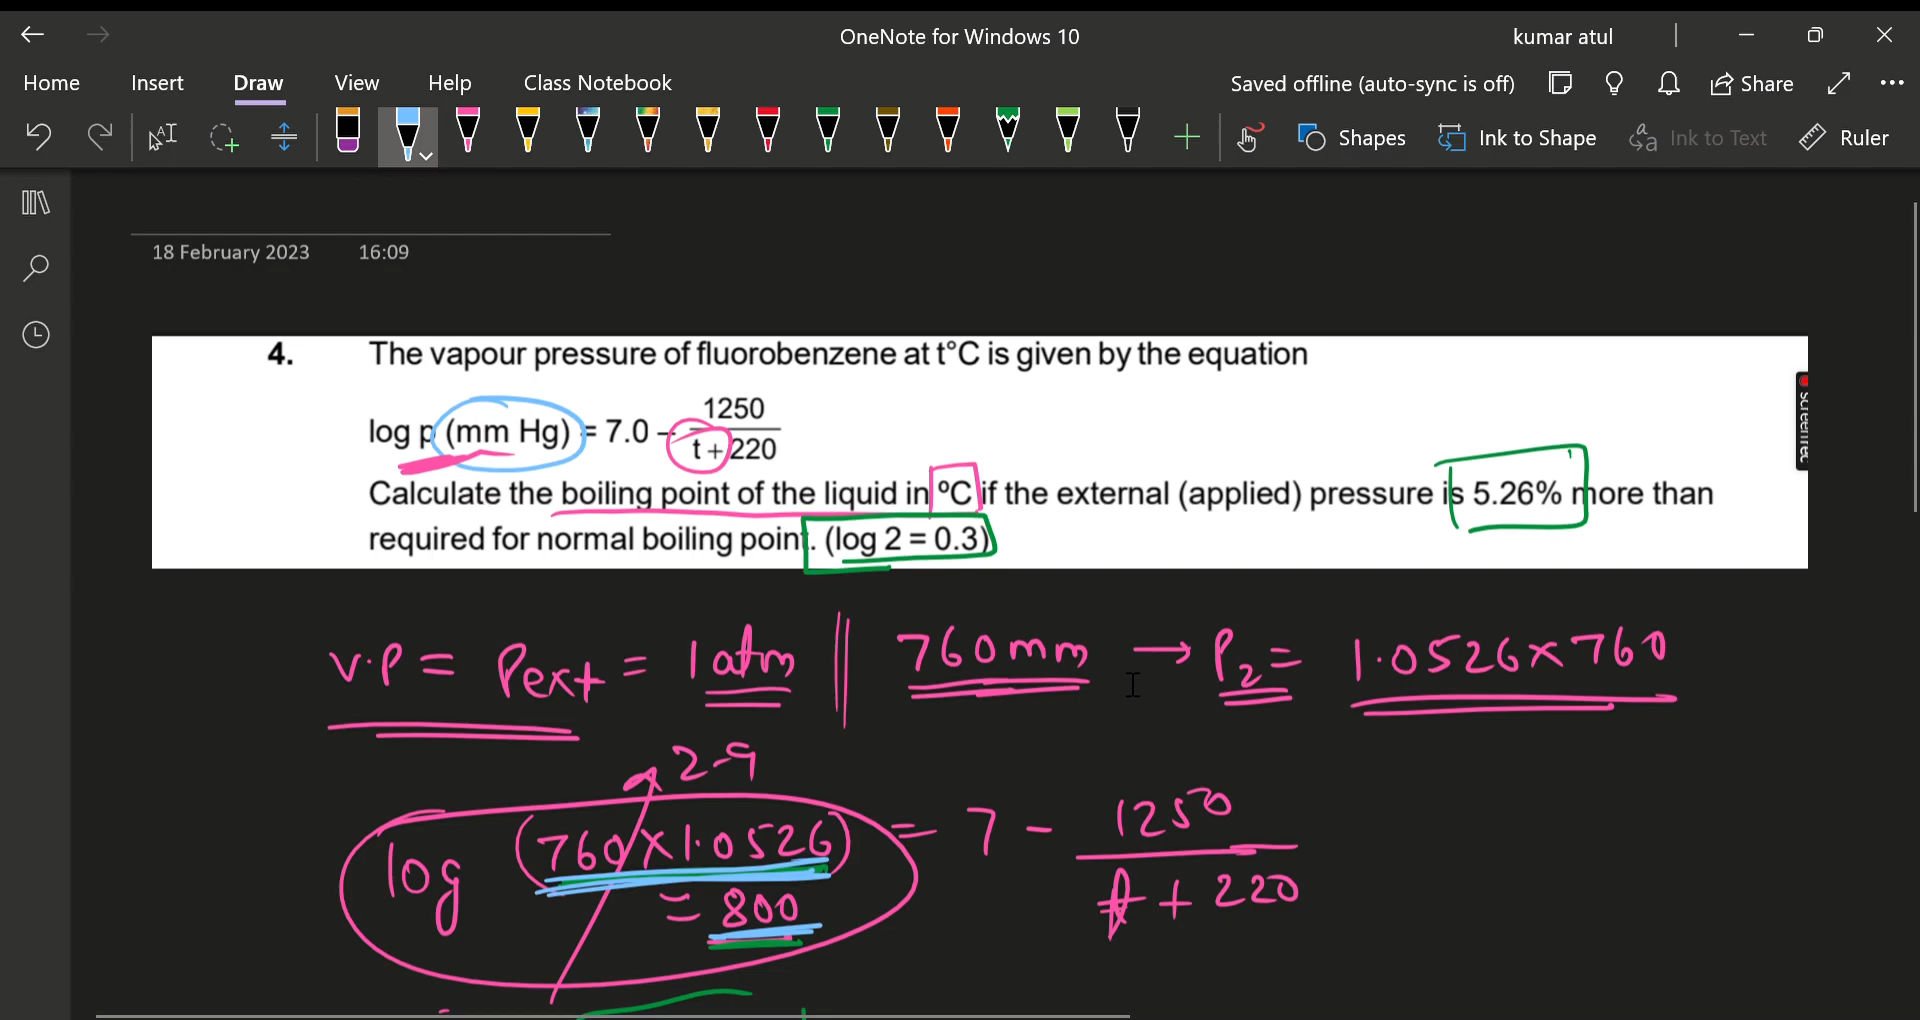 OneNote for Windows 10
kumar atul
Home Insert Draw View Help Class Notebook
Saved offline (auto-sync is off) Share
Shapes Ink to Shape Ink to Text Ruler
18 February 2023 16:09
4. The vapour pressure of fluorobenzene at t°C is given by the equation
log p (mm Hg) = 7.0 – 1250 / t + 220
Calculate the boiling point of the liquid in ºC if the external (applied) pressure is 5.26% more than
required for normal boiling point. (log 2 = 0.3)
v.p = Pext = 1 atm || 760 mm → P2 = 1.0526 × 760
2.9
log (760 × 1.0526) = 7 - 1250 / t + 220
= 800